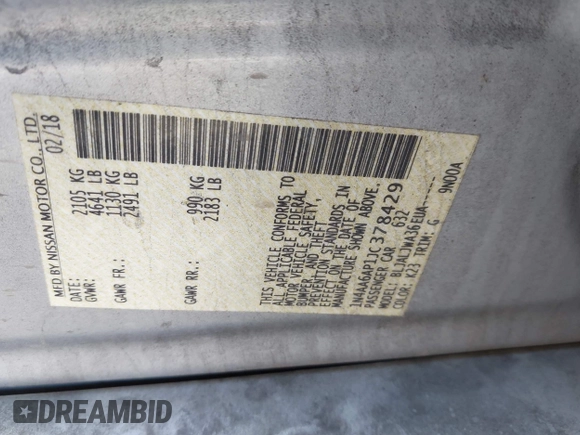 MFD.BY NISSAN MOTOR CO., LTD.
DATE: 02/18
GVWR: 2105 KG
4641 LB
GAWR FR.: 1130 KG
2491 LB
GAWR RR.: 990 KG
2183 LB
THIS VEHICLE CONFORMS TO
ALL APPLICABLE FEDERAL
MOTOR VEHICLE SAFETY,
BUMPER, AND THEFT
PREVENTION STANDARDS IN
EFFECT ON THE DATE OF
MANUFACTURE SHOWN ABOVE.
1N4AA6AP1JC378429
PASSENGER CAR 632
MODEL: BLJALJWA36EUA-----
COLOR: K23 TRIM: G 9N00A
DREAMBID